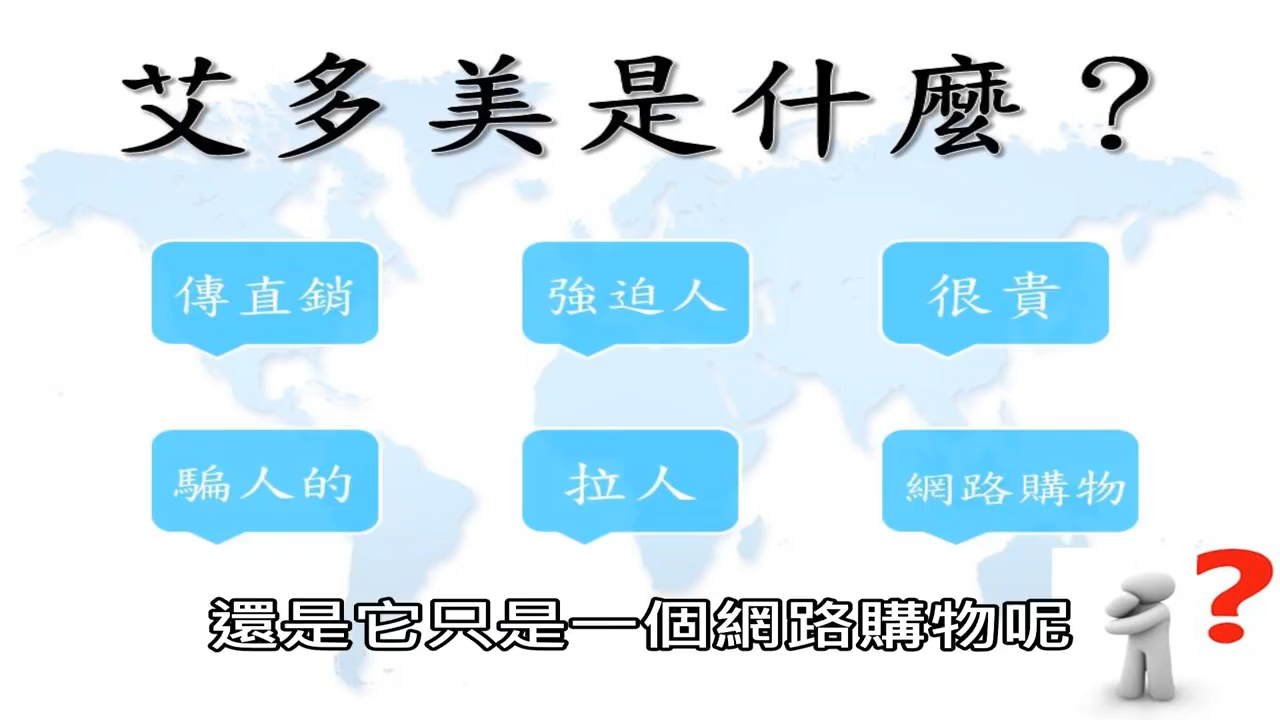 艾多美是什麼？
傳直銷
強迫人
很貴
騙人的
拉人
網路購物
還是它只是一個網路購物呢
?